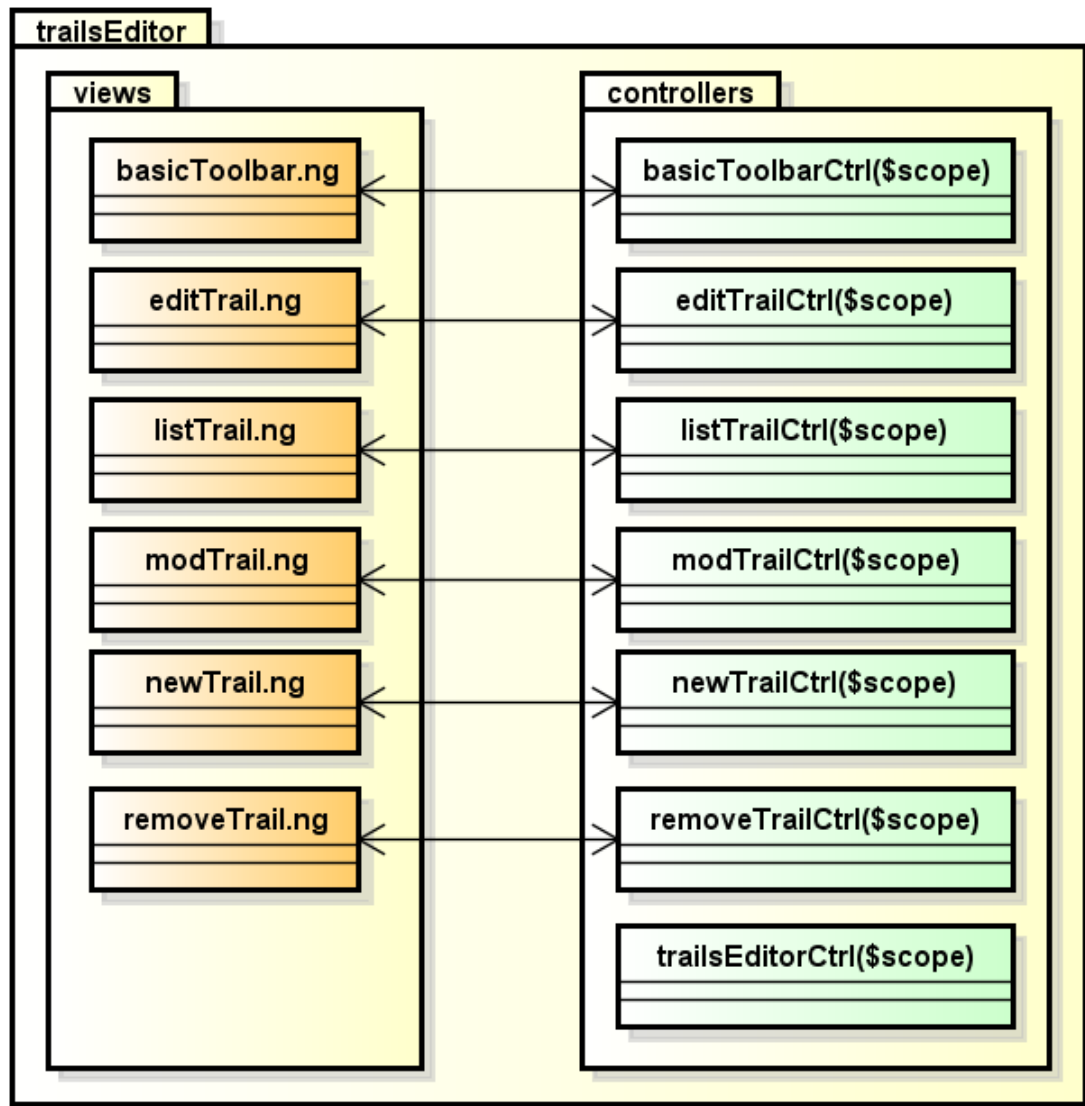 trailsEditor
views
controllers
basicToolbar.ng
basicToolbarCtrl($scope)
editTrail.ng
editTrailCtrl($scope)
listTrail.ng
listTrailCtrl($scope)
modTrail.ng
modTrailCtrl($scope)
newTrail.ng
newTrailCtrl($scope)
removeTrail.ng
removeTrailCtrl($scope)
trailsEditorCtrl($scope)